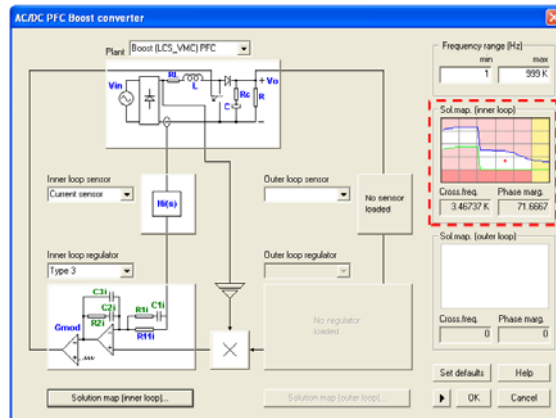 AC/DC PFC Boost converter
Plant Boost (LCS_VMC) PFC
Frequency range (Hz)
min max
1 999 K
Vin
RL
L
Vo
Rc
R
C
Sol.map. (inner loop)
Cross.freq. Phase marg.
3.46737 K 71.6667
Inner loop sensor
Current sensor
Hi(s)
Outer loop sensor
No sensor
loaded
Sol.map. (outer loop)
Cross.freq. Phase marg.
0 0
Inner loop regulator
Type 3
Outer loop regulator
No regulator
loaded
C3i
C2i
R2i
R1i
C1i
R11i
Gmod
Set defaults Help
OK Cancel
Solution map (inner loop)...
Solution map (outer loop)...